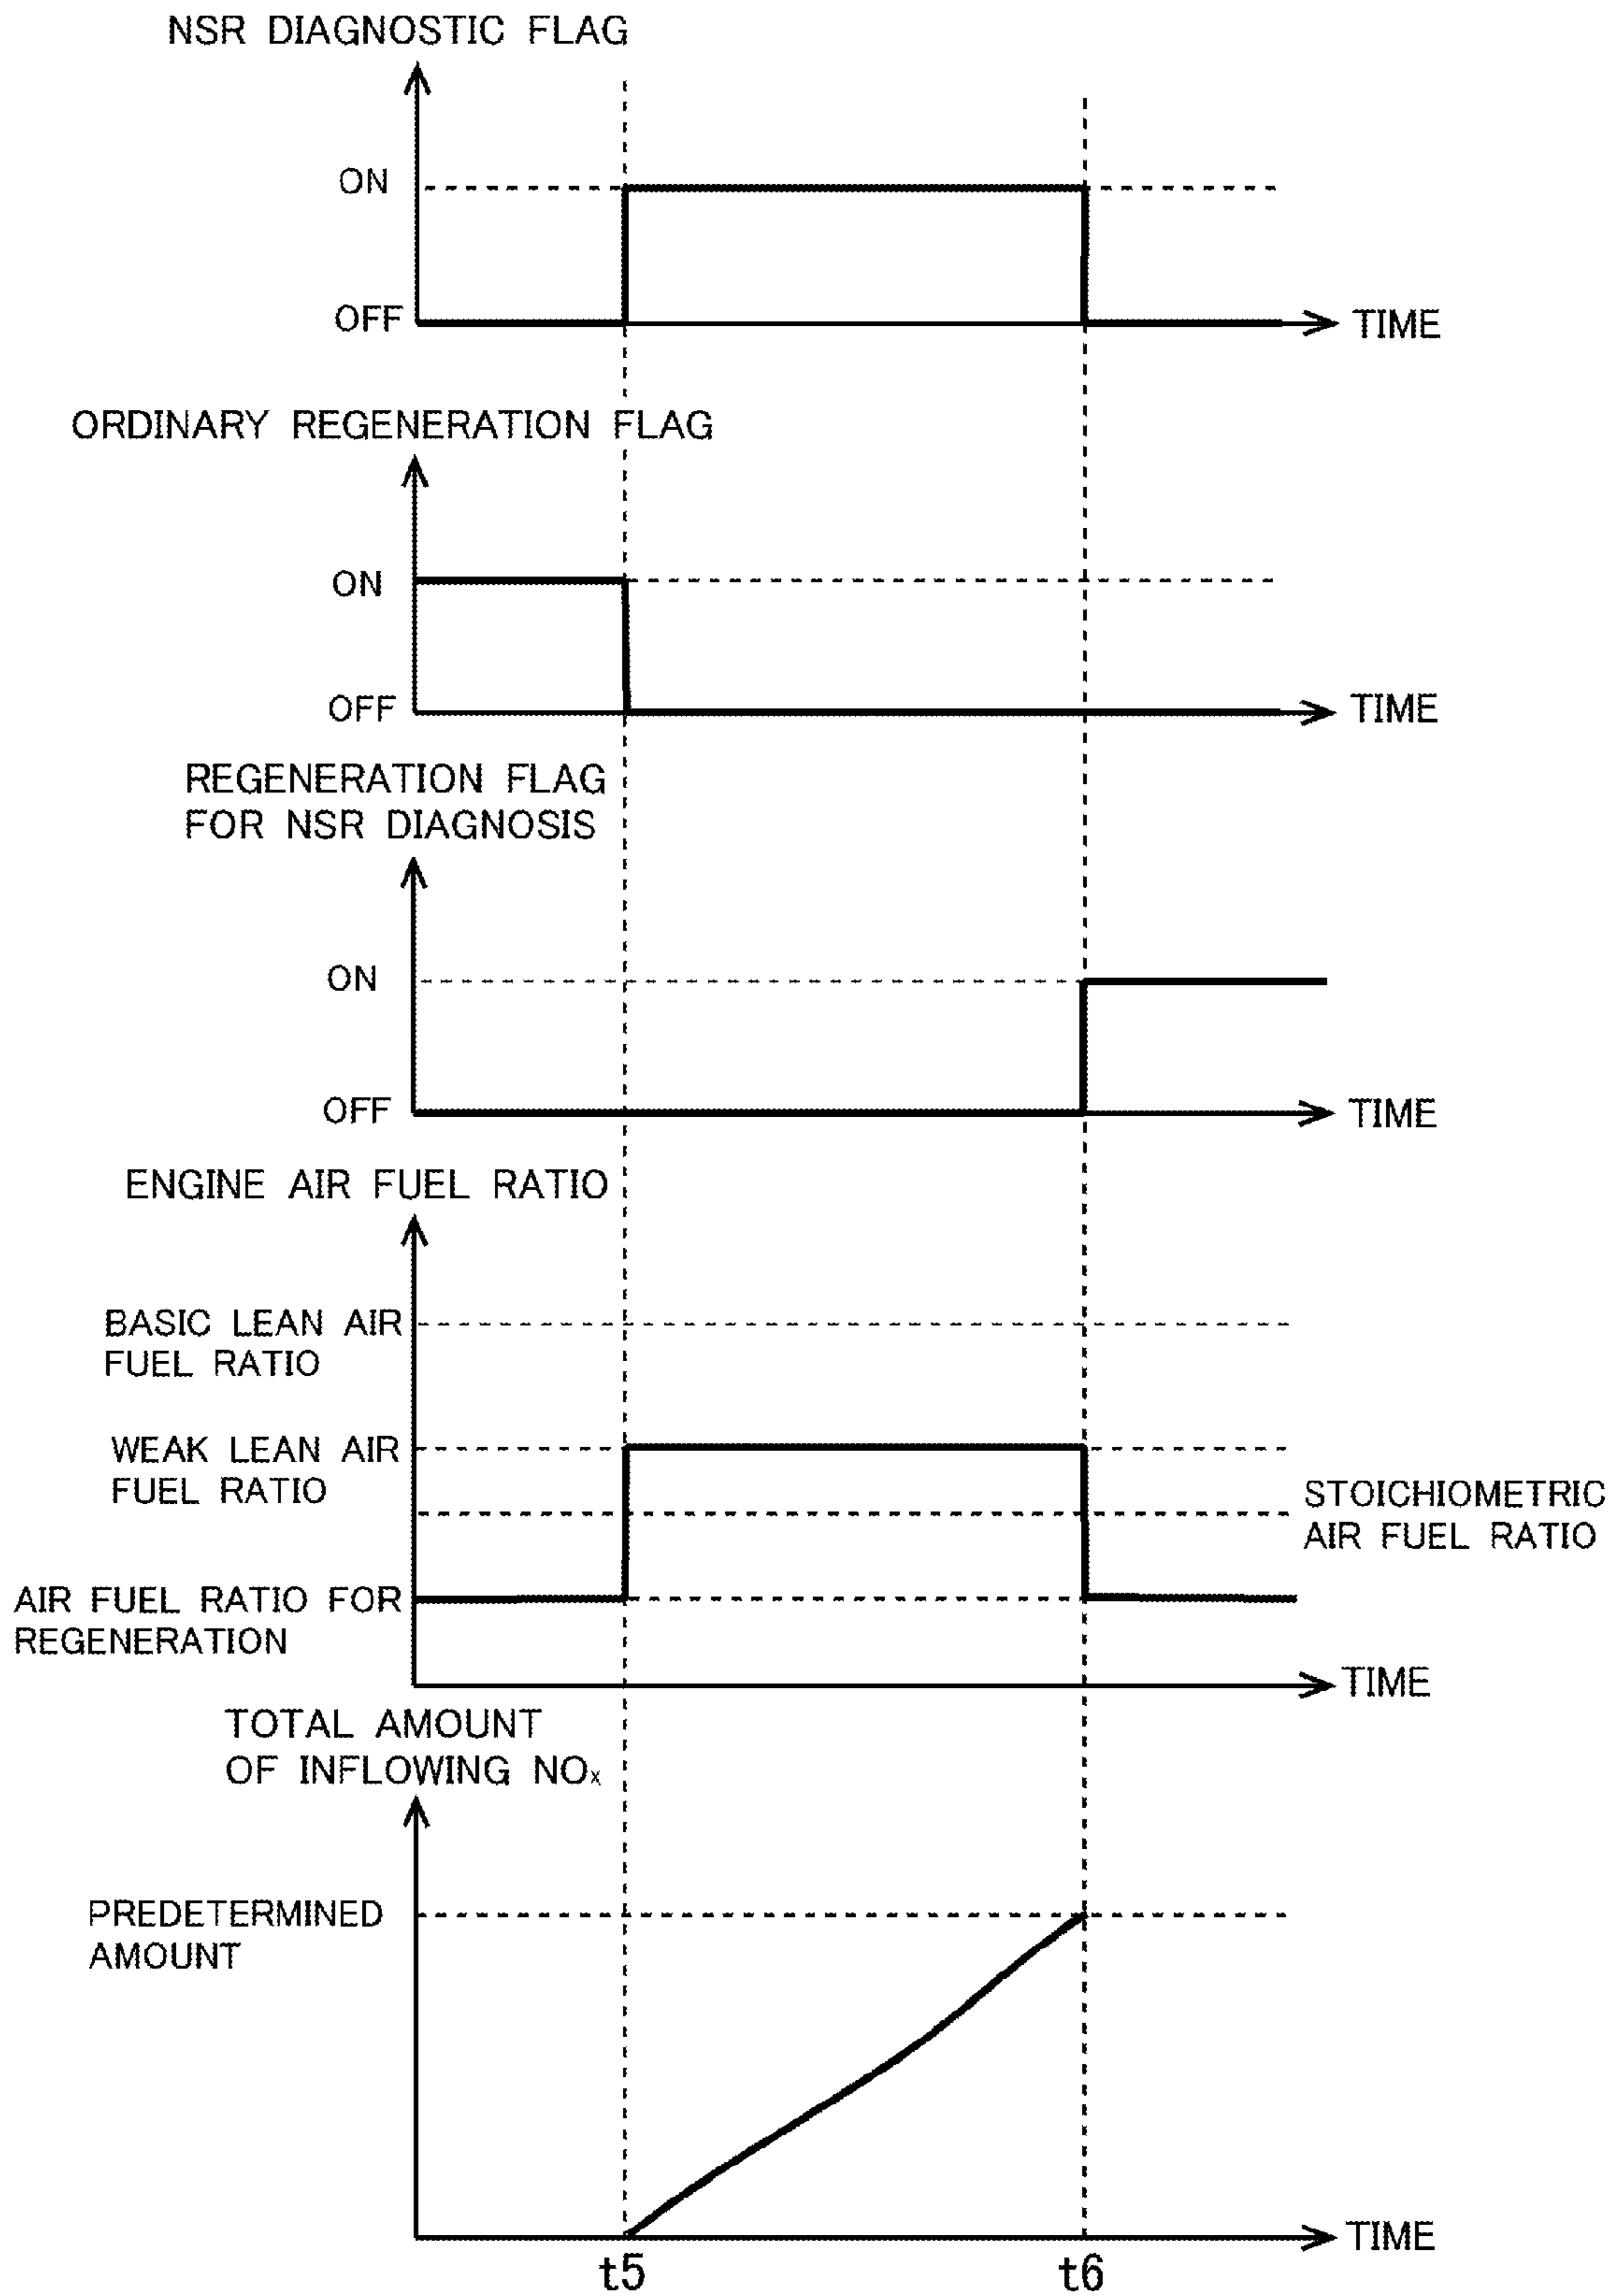 NSR DIAGNOSTIC FLAG
ON
OFF
TIME
ORDINARY REGENERATION FLAG
ON
OFF
TIME
REGENERATION FLAG
FOR NSR DIAGNOSIS
ON
OFF
TIME
ENGINE AIR FUEL RATIO
BASIC LEAN AIR
FUEL RATIO
WEAK LEAN AIR
FUEL RATIO
STOICHIOMETRIC
AIR FUEL RATIO
AIR FUEL RATIO FOR
REGENERATION
TIME
TOTAL AMOUNT
OF INFLOWING NOx
PREDETERMINED
AMOUNT
TIME
t5
t6